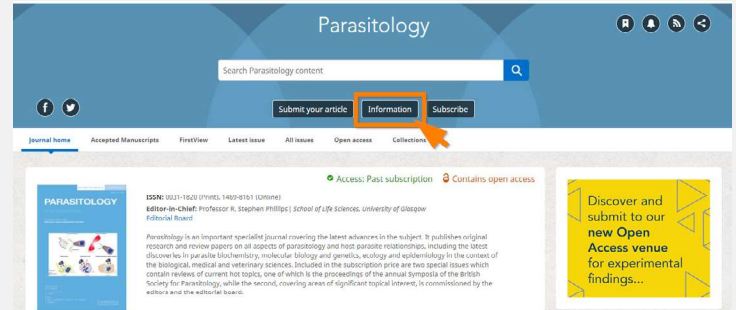 Parasitology
Search Parasitology content
Submit your article Information Subscribe
Journal home Accepted Manuscripts FirstView Latest issue All issues Open access Collections
Access: Past subscription Contains open access
PARASITOLOGY
ISSN: 0031-1820 (Print), 1469-8161 (Online)
Editor-in-Chief: Professor R. Stephen Phillips| School of Life Sciences, University of Glasgow
Editorial Board
Parasitology is an important specialist journal covering the latest advances in the subject. It publishes original
research and review papers on all aspects of parasitology and host parasite relationships, including the latest
discoveries in parasite biochemistry, molecular biology and genetics, ecology and epidemiology in the context of
the biological, medical and veterinary sciences. Included in the subscription price are two special issues which
contain reviews of current hot topics, one of which is the proceedings of the annual Symposia of the British
Society for Parasitology, while the second, covering areas of significant topical interest, is commissioned by the
editors and the editorial board.
Discover and
submit to our
new Open
Access venue
for experimental
findings...